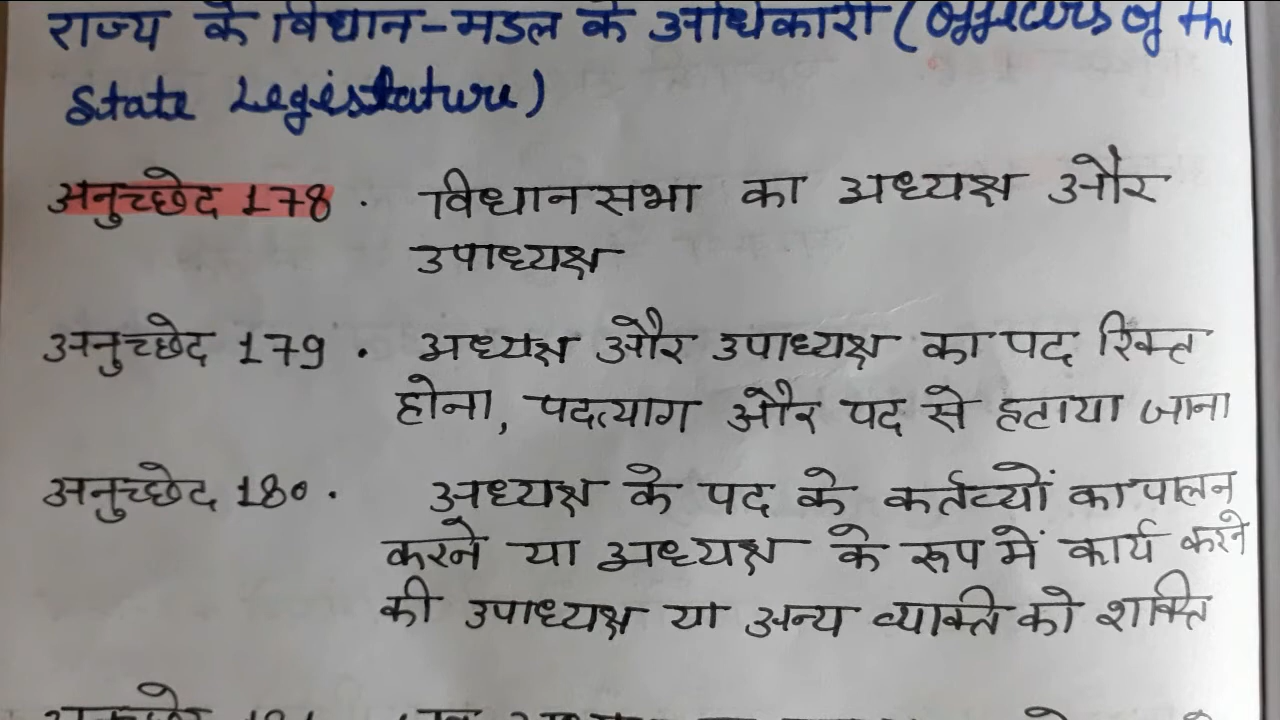 राज्य के विधान-मंडल के अधिकारी (Officers of the
State Legislature)
अनुच्छेद 178 . विधानसभा का अध्यक्ष और
उपाध्यक्ष
अनुच्छेद 179 . अध्यक्ष और उपाध्यक्ष का पद रिक्त
होना, पदत्याग और पद से हटाया जाना
अनुच्छेद 180 . अध्यक्ष के पद के कर्तव्यों का पालन
करने या अध्यक्ष के रूप में कार्य करने
की उपाध्यक्ष या अन्य व्यक्ति को शक्ति